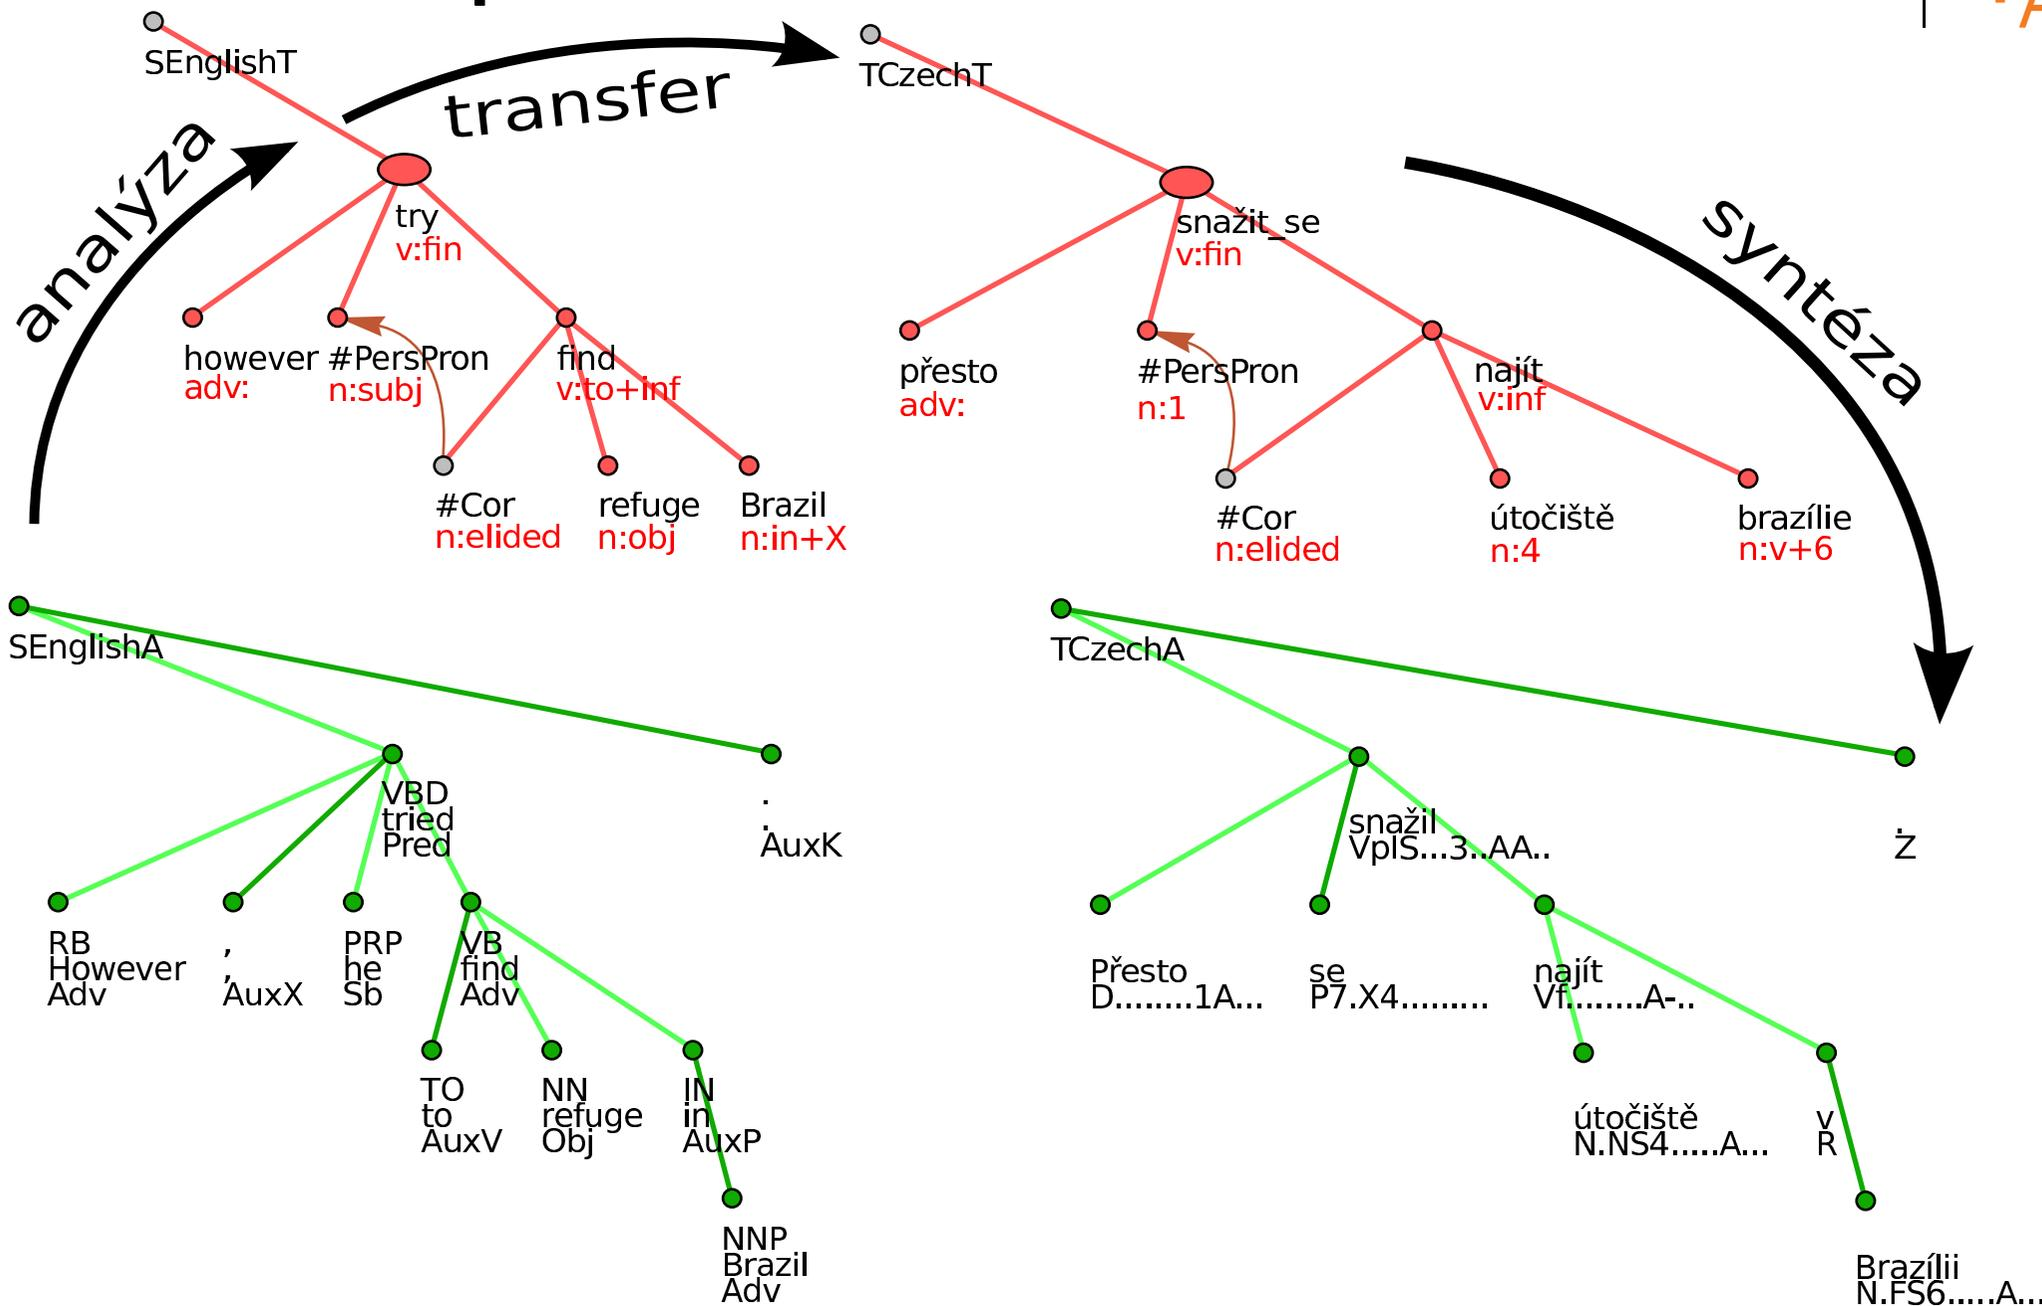 SEnglishT
TCzechT
analýza
transfer
syntéza
try
v:fin
snažit_se
v:fin
however
adv:
#PersPron
n:subj
find
v:to+inf
přesto
adv:
#PersPron
n:1
najít
v:inf
#Cor
n:elided
refuge
n:obj
Brazil
n:in+X
#Cor
n:elided
útočiště
n:4
brazílie
n:v+6
SEnglishA
TCzechA
VBD
tried
Pred
.
.
AuxK
snažil
VpIS...3..AA..
.
Z
RB
However
Adv
,
,
AuxX
PRP
he
Sb
VB
find
Adv
Přesto
D........1A...
se
P7.X4.........
najít
Vf........A-..
TO
to
AuxV
NN
refuge
Obj
IN
in
AuxP
útočiště
N.NS4.....A...
v
R
NNP
Brazil
Adv
Brazílii
N.FS6.....A...